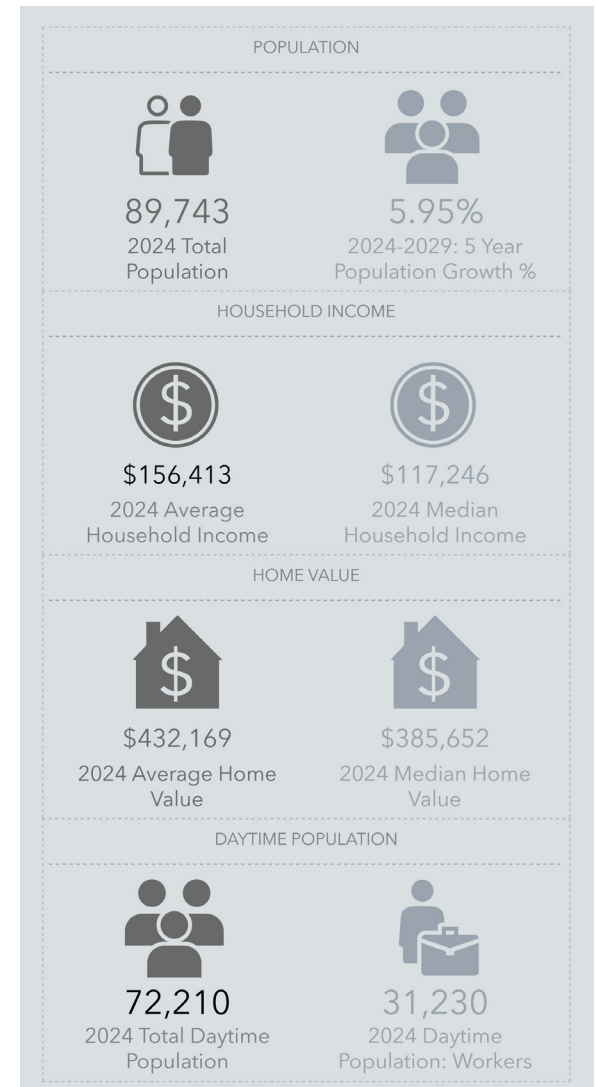 POPULATION
89,743
2024 Total
Population
5.95%
2024-2029: 5 Year
Population Growth %
HOUSEHOLD INCOME
$
$156,413
2024 Average
Household Income
$
$117,246
2024 Median
Household Income
HOME VALUE
$
$432,169
2024 Average Home
Value
$
$385,652
2024 Median Home
Value
DAYTIME POPULATION
72,210
2024 Total Daytime
Population
31,230
2024 Daytime
Population: Workers